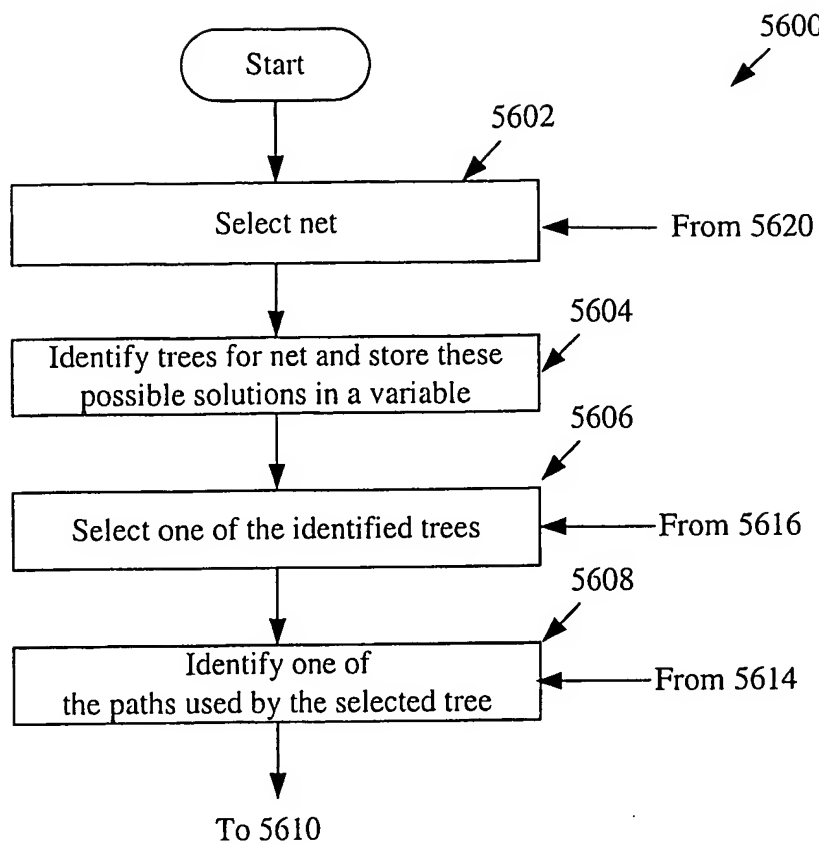 5600
Start
5602
Select net
From 5620
5604
Identify trees for net and store these
possible solutions in a variable
5606
Select one of the identified trees
From 5616
5608
Identify one of
the paths used by the selected tree
From 5614
To 5610